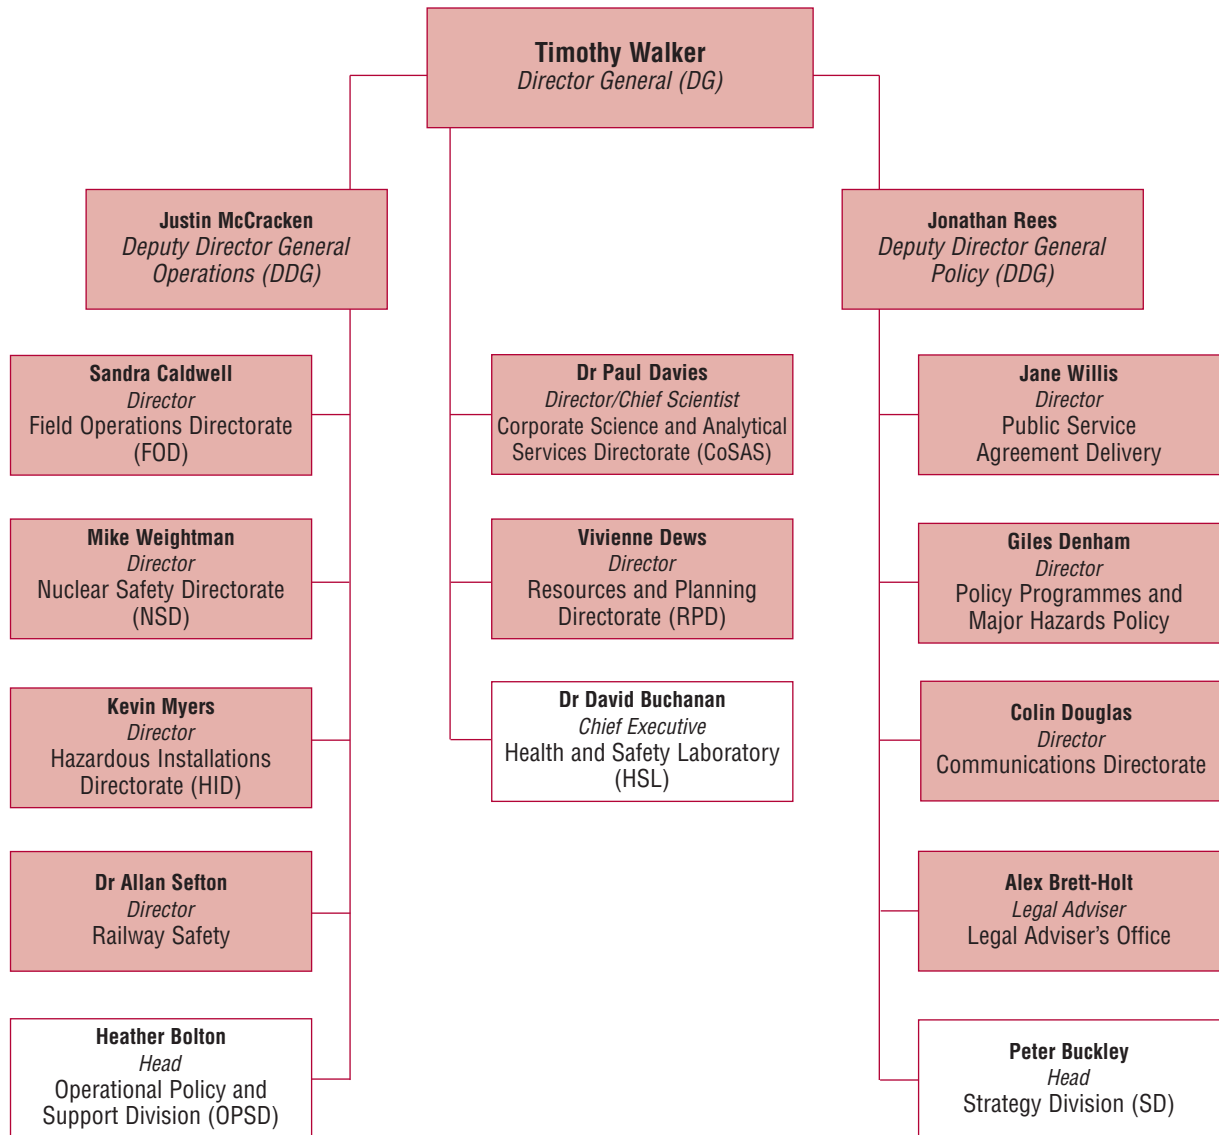 Timothy Walker
Director General (DG)
Justin McCracken
Deputy Director General
Operations (DDG)
Jonathan Rees
Deputy Director General
Policy (DDG)
Sandra Caldwell
Director
Field Operations Directorate
(FOD)
Dr Paul Davies
Director/Chief Scientist
Corporate Science and Analytical
Services Directorate (CoSAS)
Jane Willis
Director
Public Service
Agreement Delivery
Mike Weightman
Director
Nuclear Safety Directorate
(NSD)
Vivienne Dews
Director
Resources and Planning
Directorate (RPD)
Giles Denham
Director
Policy Programmes and
Major Hazards Policy
Kevin Myers
Director
Hazardous Installations
Directorate (HID)
Dr David Buchanan
Chief Executive
Health and Safety Laboratory
(HSL)
Colin Douglas
Director
Communications Directorate
Dr Allan Sefton
Director
Railway Safety
Alex Brett-Holt
Legal Adviser
Legal Adviser's Office
Heather Bolton
Head
Operational Policy and
Support Division (OPSD)
Peter Buckley
Head
Strategy Division (SD)